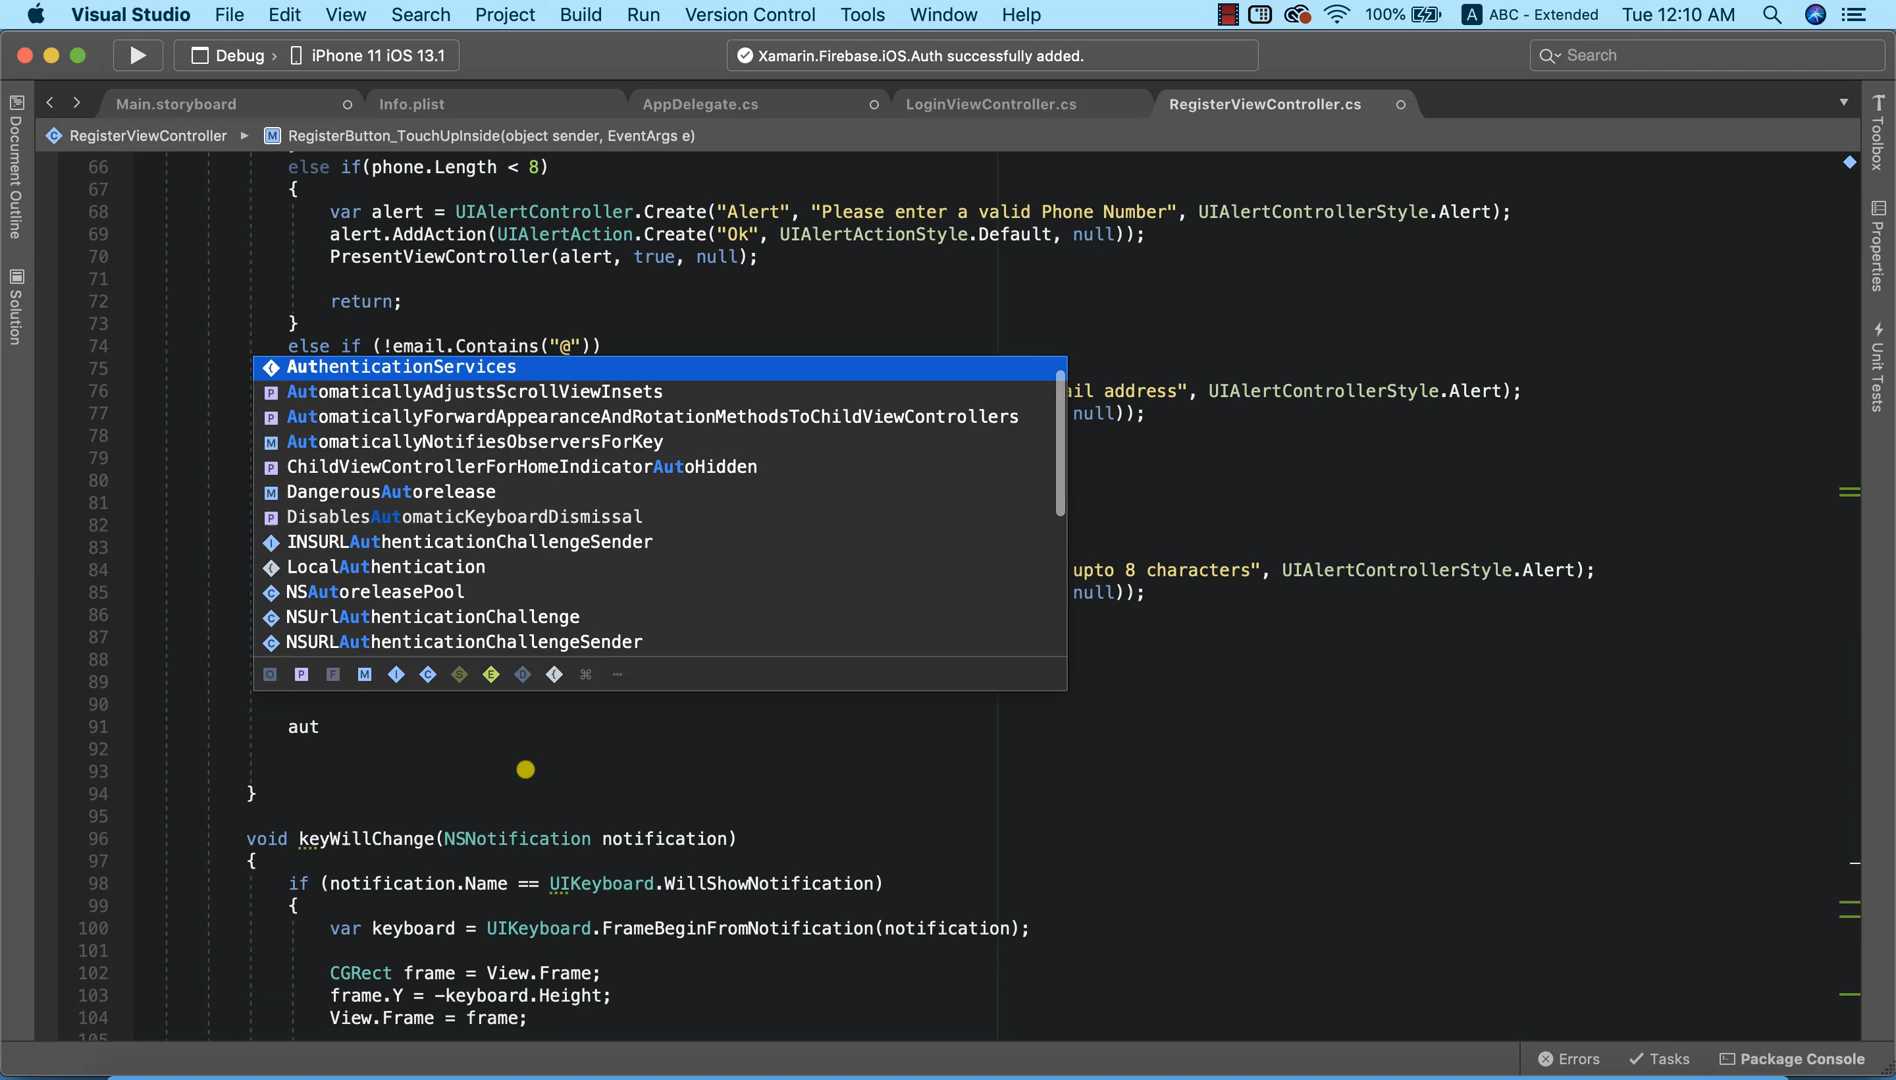 Visual Studio File Edit View Search Project Build Run Version Control Tools Window Help 100% A ABC - Extended Tue 12:10 AM
Debug › iPhone 11 iOS 13.1 Xamarin.Firebase.iOS.Auth successfully added. Search
Main.storyboard Info.plist AppDelegate.cs LoginViewController.cs RegisterViewController.cs
RegisterViewController M RegisterButton_TouchUpInside(object sender, EventArgs e)
Document Outline
Solution
Toolbox
Properties
Unit Tests
66 else if(phone.Length < 8)
67 {
68 var alert = UIAlertController.Create("Alert", "Please enter a valid Phone Number", UIAlertControllerStyle.Alert);
69 alert.AddAction(UIAlertAction.Create("Ok", UIAlertActionStyle.Default, null));
70 PresentViewController(alert, true, null);
71
72 return;
73 }
74 else if (!email.Contains("@"))
75
76 ail address", UIAlertControllerStyle.Alert);
77 null));
78
79
80
81
82
83
84 upto 8 characters", UIAlertControllerStyle.Alert);
85 null));
86
87
88
89
90
AuthenticationServices
P AutomaticallyAdjustsScrollViewInsets
P AutomaticallyForwardAppearanceAndRotationMethodsToChildViewControllers
M AutomaticallyNotifiesObserversForKey
P ChildViewControllerForHomeIndicatorAutoHidden
M DangerousAutorelease
P DisablesAutomaticKeyboardDismissal
I INSURLAuthenticationChallengeSender
LocalAuthentication
C NSAutoreleasePool
C NSUrlAuthenticationChallenge
C NSURLAuthenticationChallengeSender
O P F M I C S E D { ⌘ …
91 aut
92
93
94 }
95
96 void keyWillChange(NSNotification notification)
97 {
98 if (notification.Name == UIKeyboard.WillShowNotification)
99 {
100 var keyboard = UIKeyboard.FrameBeginFromNotification(notification);
101
102 CGRect frame = View.Frame;
103 frame.Y = -keyboard.Height;
104 View.Frame = frame;
105
Errors Tasks Package Console